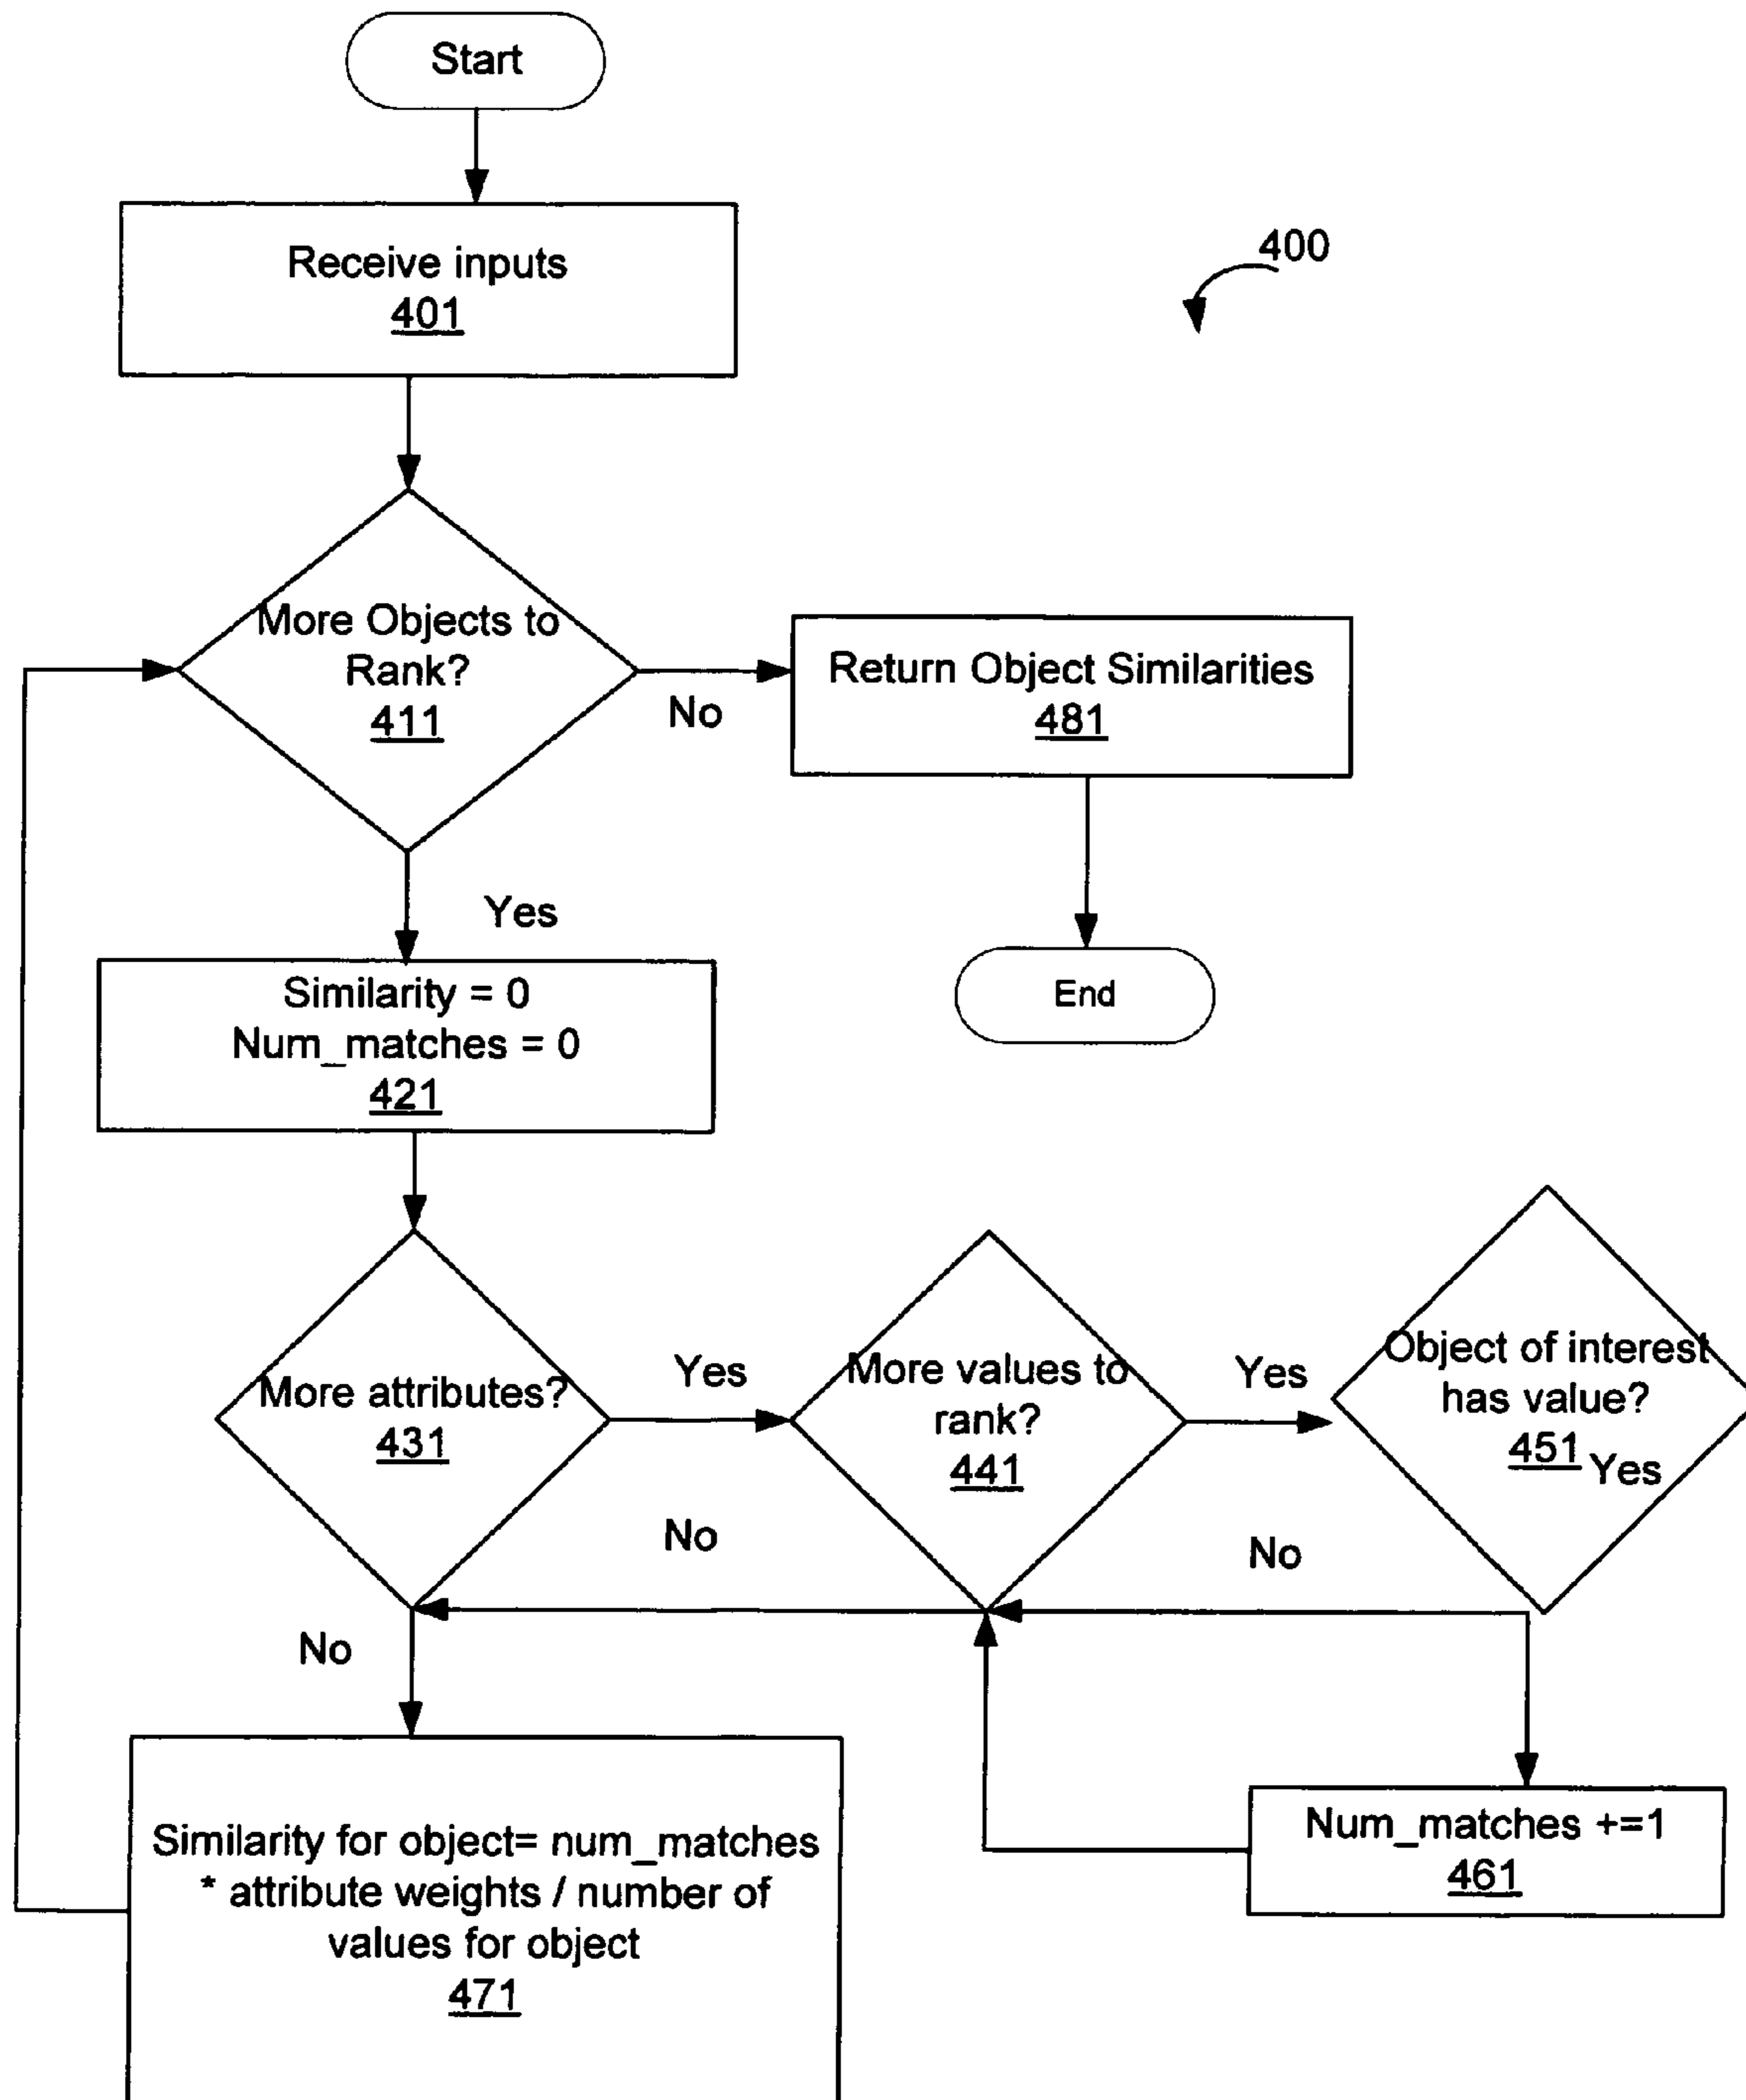 Start
Receive inputs
401
400
More Objects to
Rank?
411
No
Return Object Similarities
481
Yes
End
Similarity = 0
Num_matches = 0
421
More attributes?
431
Yes
More values to
rank?
441
Yes
Object of interest
has value?
451
Yes
No
No
No
Num_matches +=1
461
Similarity for object= num_matches
* attribute weights / number of
values for object
471